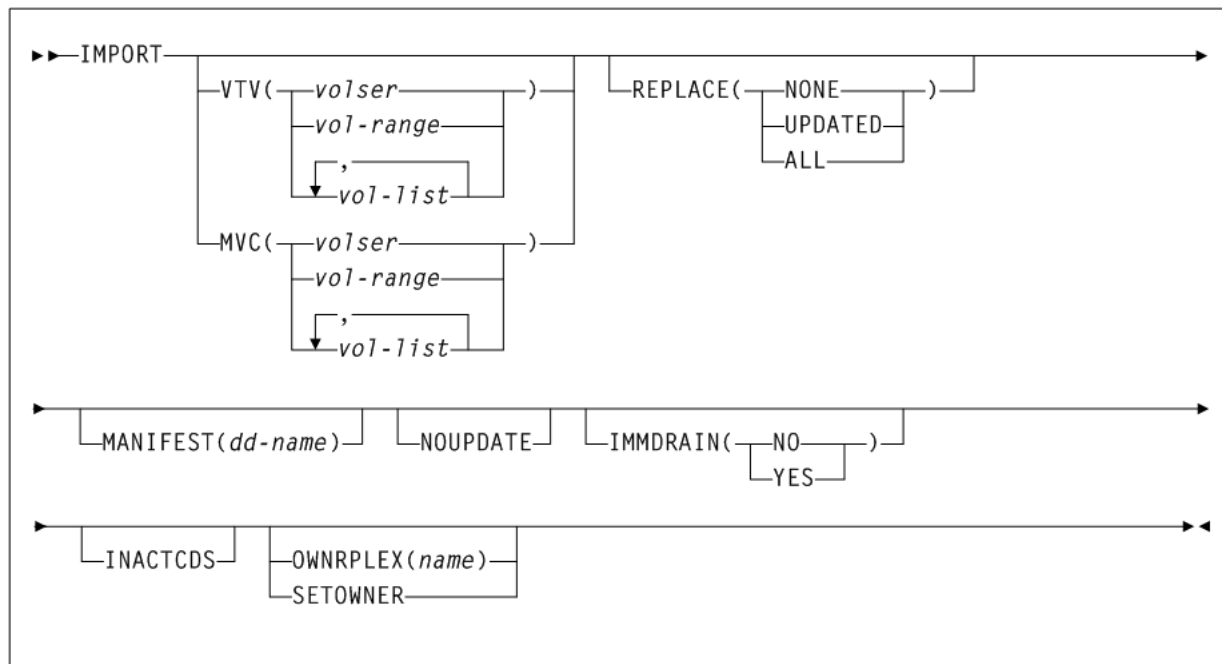 IMPORT
VTV( volser )
vol-range
,
vol-list
MVC( volser )
vol-range
,
vol-list
REPLACE( NONE )
UPDATED
ALL
MANIFEST(dd-name)
NOUPDATE
IMMDRAIN( NO )
YES
INACTCDS
OWNRPLEX(name)
SETOWNER